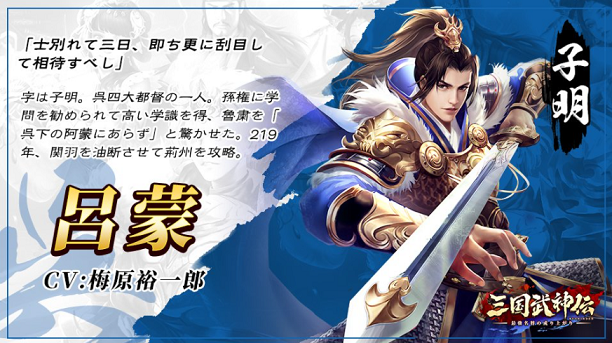 「士別れて三日、即ち更に刮目し
て相待すべし」
字は子明。呉四大都督の一人。孫権に学
問を勧められて高い学識を得、魯粛を「
呉下の阿蒙にあらず」と驚かせた。219
年、関羽を油断させて荊州を攻略。
呂蒙
CV:梅原裕一郎
子明
三国武神伝